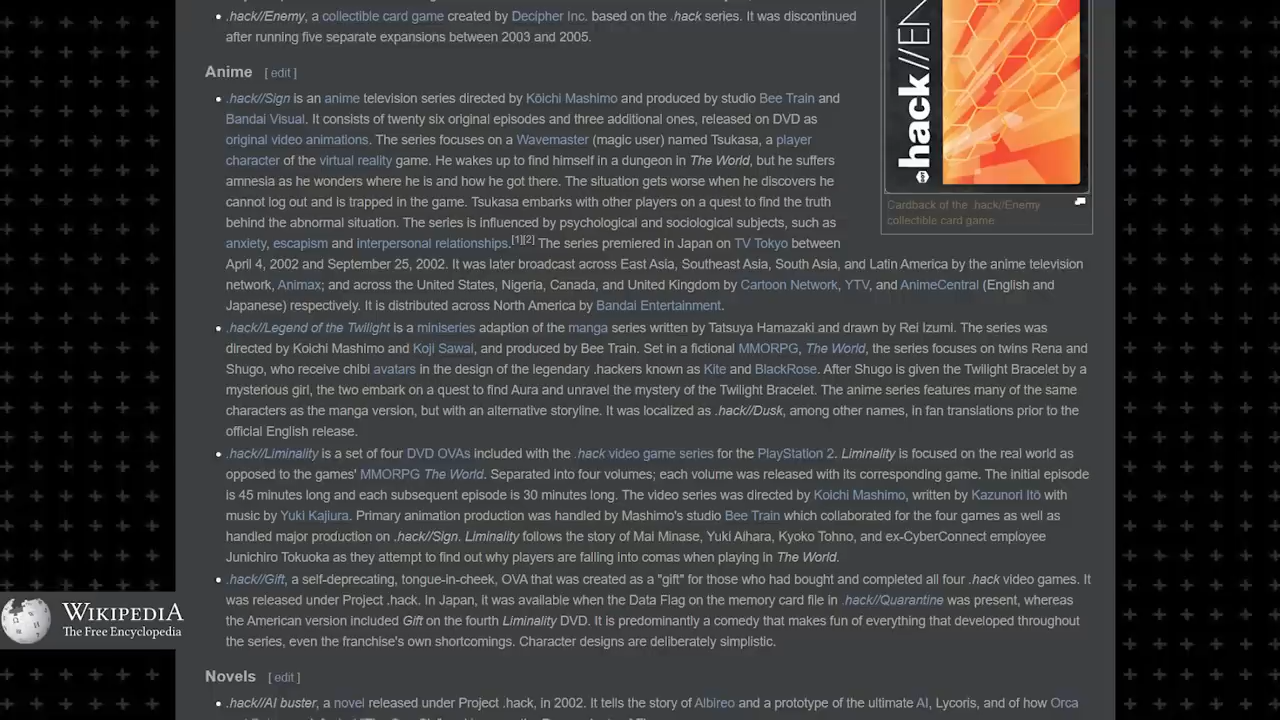 .hack//Enemy, a collectible card game created by Decipher Inc. based on the .hack series. It was discontinued
after running five separate expansions between 2003 and 2005.
.hack//EN
Cardback of the .hack//Enemy
collectible card game
Anime [ edit ]
.hack//Sign is an anime television series directed by Kōichi Mashimo and produced by studio Bee Train and
Bandai Visual. It consists of twenty six original episodes and three additional ones, released on DVD as
original video animations. The series focuses on a Wavemaster (magic user) named Tsukasa, a player
character of the virtual reality game. He wakes up to find himself in a dungeon in The World, but he suffers
amnesia as he wonders where he is and how he got there. The situation gets worse when he discovers he
cannot log out and is trapped in the game. Tsukasa embarks with other players on a quest to find the truth
behind the abnormal situation. The series is influenced by psychological and sociological subjects, such as
anxiety, escapism and interpersonal relationships.[1][2] The series premiered in Japan on TV Tokyo between
April 4, 2002 and September 25, 2002. It was later broadcast across East Asia, Southeast Asia, South Asia, and Latin America by the anime television
network, Animax; and across the United States, Nigeria, Canada, and United Kingdom by Cartoon Network, YTV, and AnimeCentral (English and
Japanese) respectively. It is distributed across North America by Bandai Entertainment.
.hack//Legend of the Twilight is a miniseries adaption of the manga series written by Tatsuya Hamazaki and drawn by Rei Izumi. The series was
directed by Koichi Mashimo and Koji Sawai, and produced by Bee Train. Set in a fictional MMORPG, The World, the series focuses on twins Rena and
Shugo, who receive chibi avatars in the design of the legendary .hackers known as Kite and BlackRose. After Shugo is given the Twilight Bracelet by a
mysterious girl, the two embark on a quest to find Aura and unravel the mystery of the Twilight Bracelet. The anime series features many of the same
characters as the manga version, but with an alternative storyline. It was localized as .hack//Dusk, among other names, in fan translations prior to the
official English release.
.hack//Liminality is a set of four DVD OVAs included with the .hack video game series for the PlayStation 2. Liminality is focused on the real world as
opposed to the games' MMORPG The World. Separated into four volumes; each volume was released with its corresponding game. The initial episode
is 45 minutes long and each subsequent episode is 30 minutes long. The video series was directed by Koichi Mashimo, written by Kazunori Itō with
music by Yuki Kajiura. Primary animation production was handled by Mashimo's studio Bee Train which collaborated for the four games as well as
handled major production on .hack//Sign. Liminality follows the story of Mai Minase, Yuki Aihara, Kyoko Tohno, and ex-CyberConnect employee
Junichiro Tokuoka as they attempt to find out why players are falling into comas when playing in The World.
.hack//Gift, a self-deprecating, tongue-in-cheek, OVA that was created as a "gift" for those who had bought and completed all four .hack video games. It
was released under Project .hack. In Japan, it was available when the Data Flag on the memory card file in .hack//Quarantine was present, whereas
the American version included Gift on the fourth Liminality DVD. It is predominantly a comedy that makes fun of everything that developed throughout
the series, even the franchise's own shortcomings. Character designs are deliberately simplistic.
WIKIPEDIA
The Free Encyclopedia
Novels [ edit ]
.hack//AI buster, a novel released under Project .hack, in 2002. It tells the story of Albireo and a prototype of the ultimate AI, Lycoris, and of how Orca